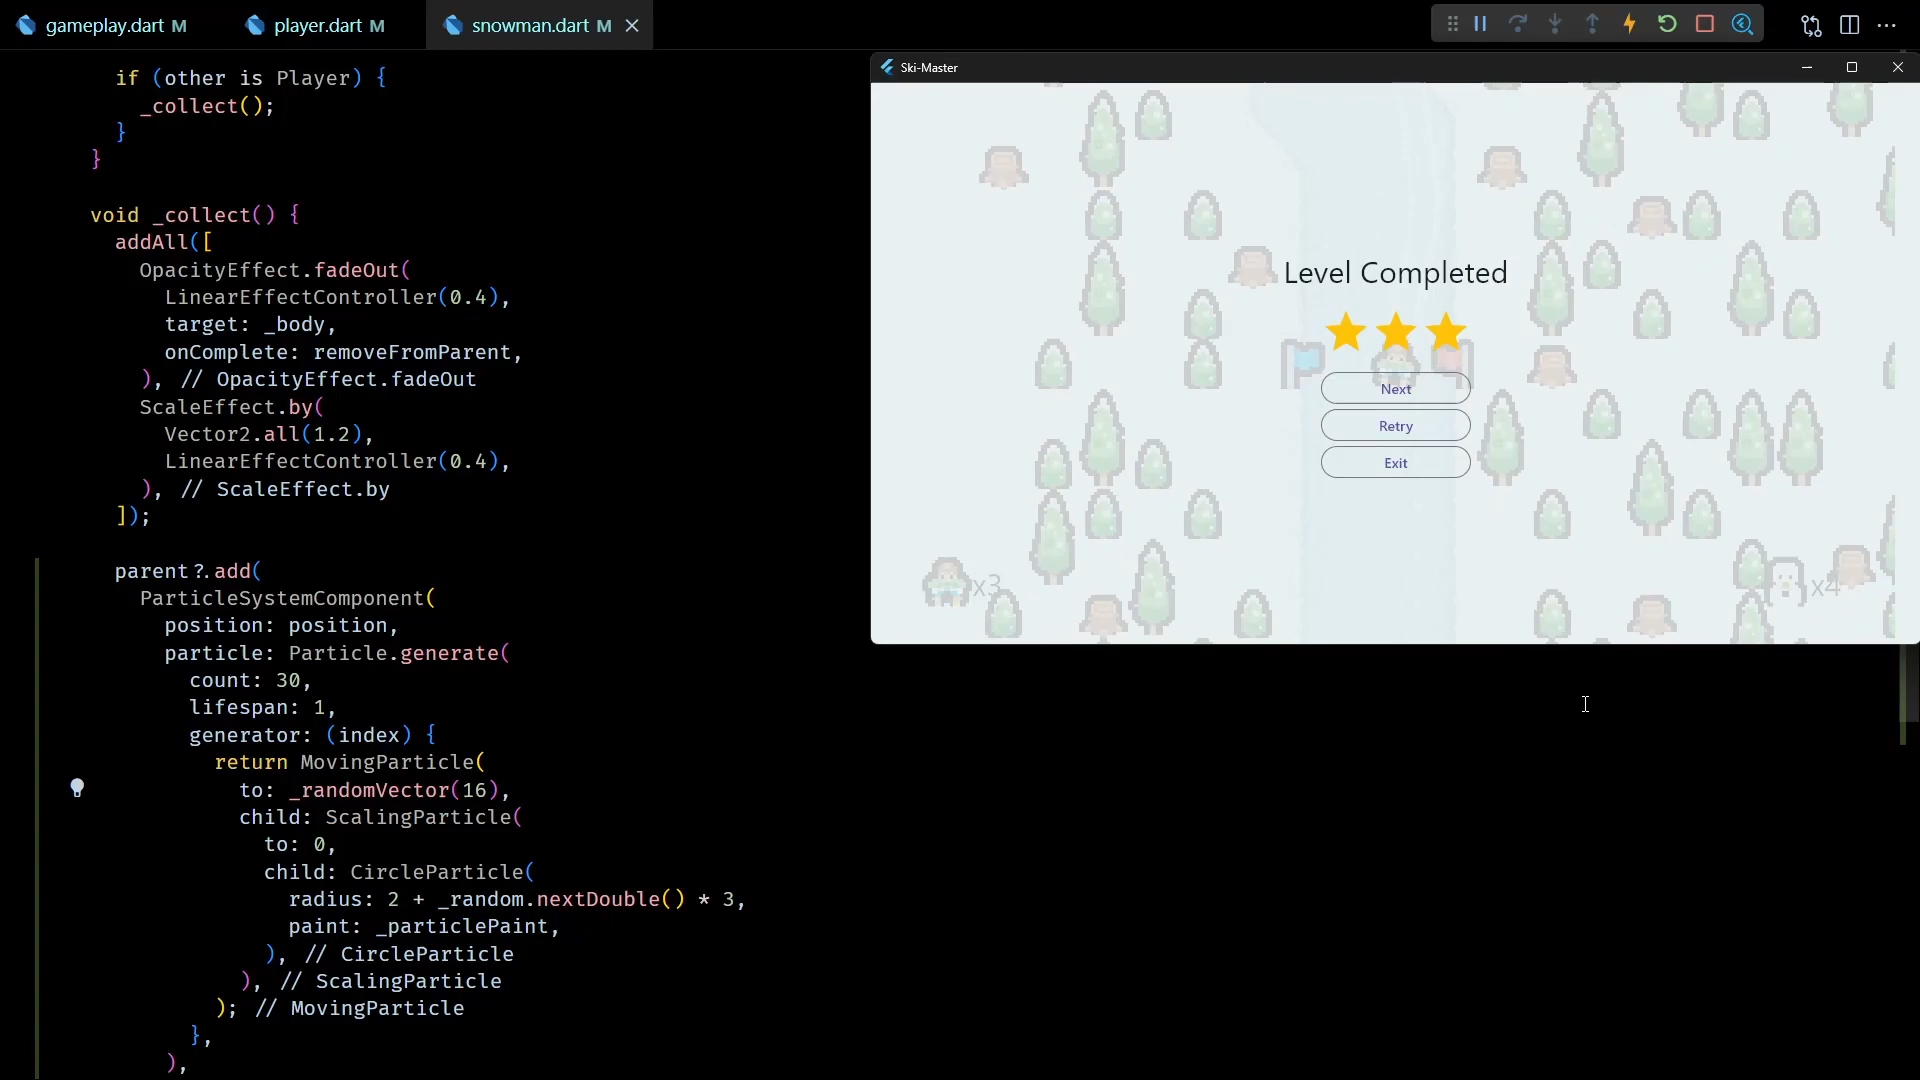 gameplay.dart M
player.dart M
snowman.dart M
if (other is Player) {
_collect();
}
}
void _collect() {
addAll([
OpacityEffect.fadeOut(
LinearEffectController(0.4),
target: _body,
onComplete: removeFromParent,
), // OpacityEffect.fadeOut
ScaleEffect.by(
Vector2.all(1.2),
LinearEffectController(0.4),
), // ScaleEffect.by
]);
parent?.add(
ParticleSystemComponent(
position: position,
particle: Particle.generate(
count: 30,
lifespan: 1,
generator: (index) {
return MovingParticle(
to: _randomVector(16),
child: ScalingParticle(
to: 0,
child: CircleParticle(
radius: 2 + _random.nextDouble() * 3,
paint: _particlePaint,
), // CircleParticle
), // ScalingParticle
); // MovingParticle
},
),
Ski-Master
Level Completed
Next
Retry
Exit
x3
x4